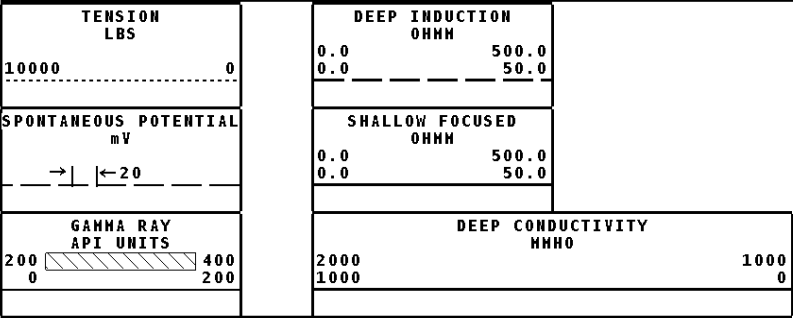 TENSION
LBS
10000 0
SPONTANEOUS POTENTIAL
mV
→| |←20
GAMMA RAY
API UNITS
200 400
0 200
DEEP INDUCTION
OHMM
0.0 500.0
0.0 50.0
SHALLOW FOCUSED
OHMM
0.0 500.0
0.0 50.0
DEEP CONDUCTIVITY
MMHO
2000 1000
1000 0